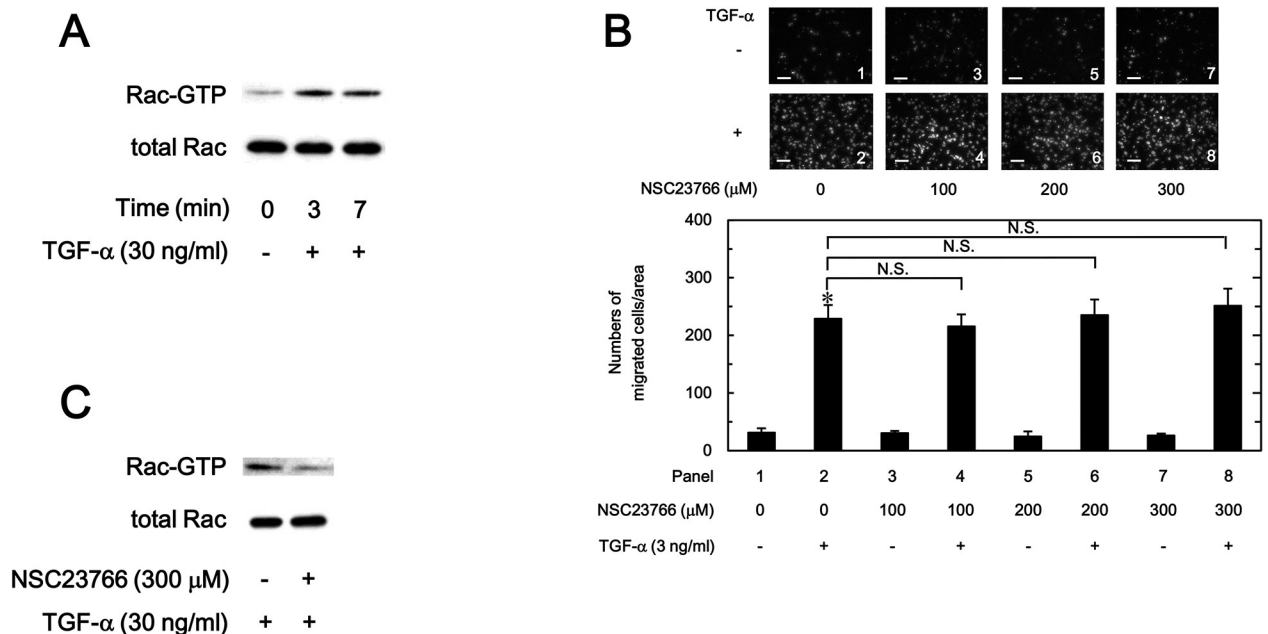 A
Rac-GTP
total Rac
Time (min) 0 3 7
TGF-α (30 ng/ml) - + +
B
TGF-α
-
1 3 5 7
+
2 4 6 8
NSC23766 (μM) 0 100 200 300
Numbers of
migrated cells/area
400
300
200
100
0
N.S.
N.S.
N.S.
*
Panel 1 2 3 4 5 6 7 8
NSC23766 (μM) 0 0 100 100 200 200 300 300
TGF-α (3 ng/ml) - + - + - + - +
C
Rac-GTP
total Rac
NSC23766 (300 μM) - +
TGF-α (30 ng/ml) + +